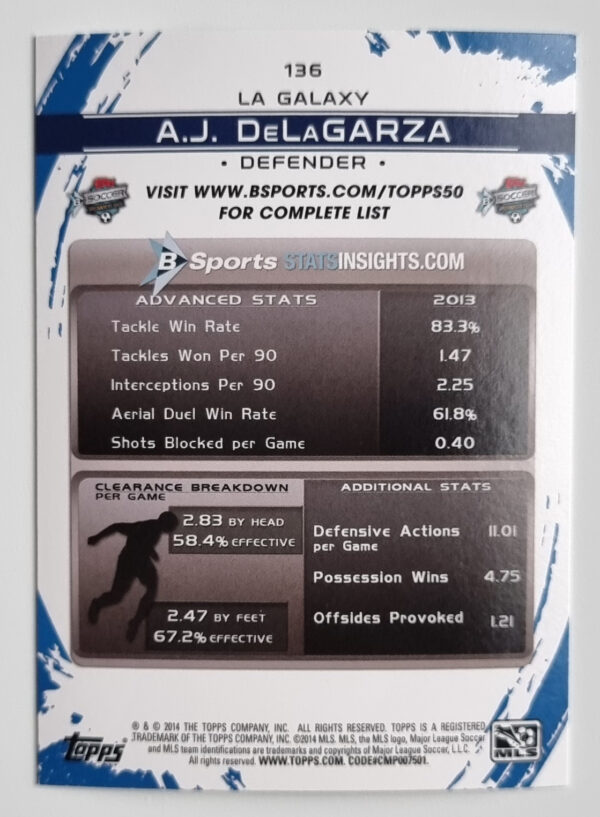 136
LA GALAXY
A.J. DELAGARZA
• DEFENDER •
VISIT WWW.BSPORTS.COM/TOPPS50
FOR COMPLETE LIST
SOCCER
SOCCER
B Sports STATSINSIGHTS.COM
ADVANCED STATS 2013
Tackle Win Rate 83.3%
Tackles Won Per 90 1.47
Interceptions Per 90 2.25
Aerial Duel Win Rate 61.8%
Shots Blocked per Game 0.40
CLEARANCE BREAKDOWN
PER GAME
2.83 BY HEAD
58.4% EFFECTIVE
2.47 BY FEET
67.2% EFFECTIVE
ADDITIONAL STATS
Defensive Actions 11.01
per Game
Possession Wins 4.75
Offsides Provoked 1.21
® & © 2014 THE TOPPS COMPANY, INC. ALL RIGHTS RESERVED. TOPPS IS A REGISTERED
TRADEMARK OF THE TOPPS COMPANY, INC. ©2014 MLS. MLS, the MLS logo, Major League Soccer
and MLS team identifications are trademarks and copyrights of Major League Soccer, L.L.C.
All rights reserved. WWW.TOPPS.COM. CODE#CMP007501.
Topps
MLS